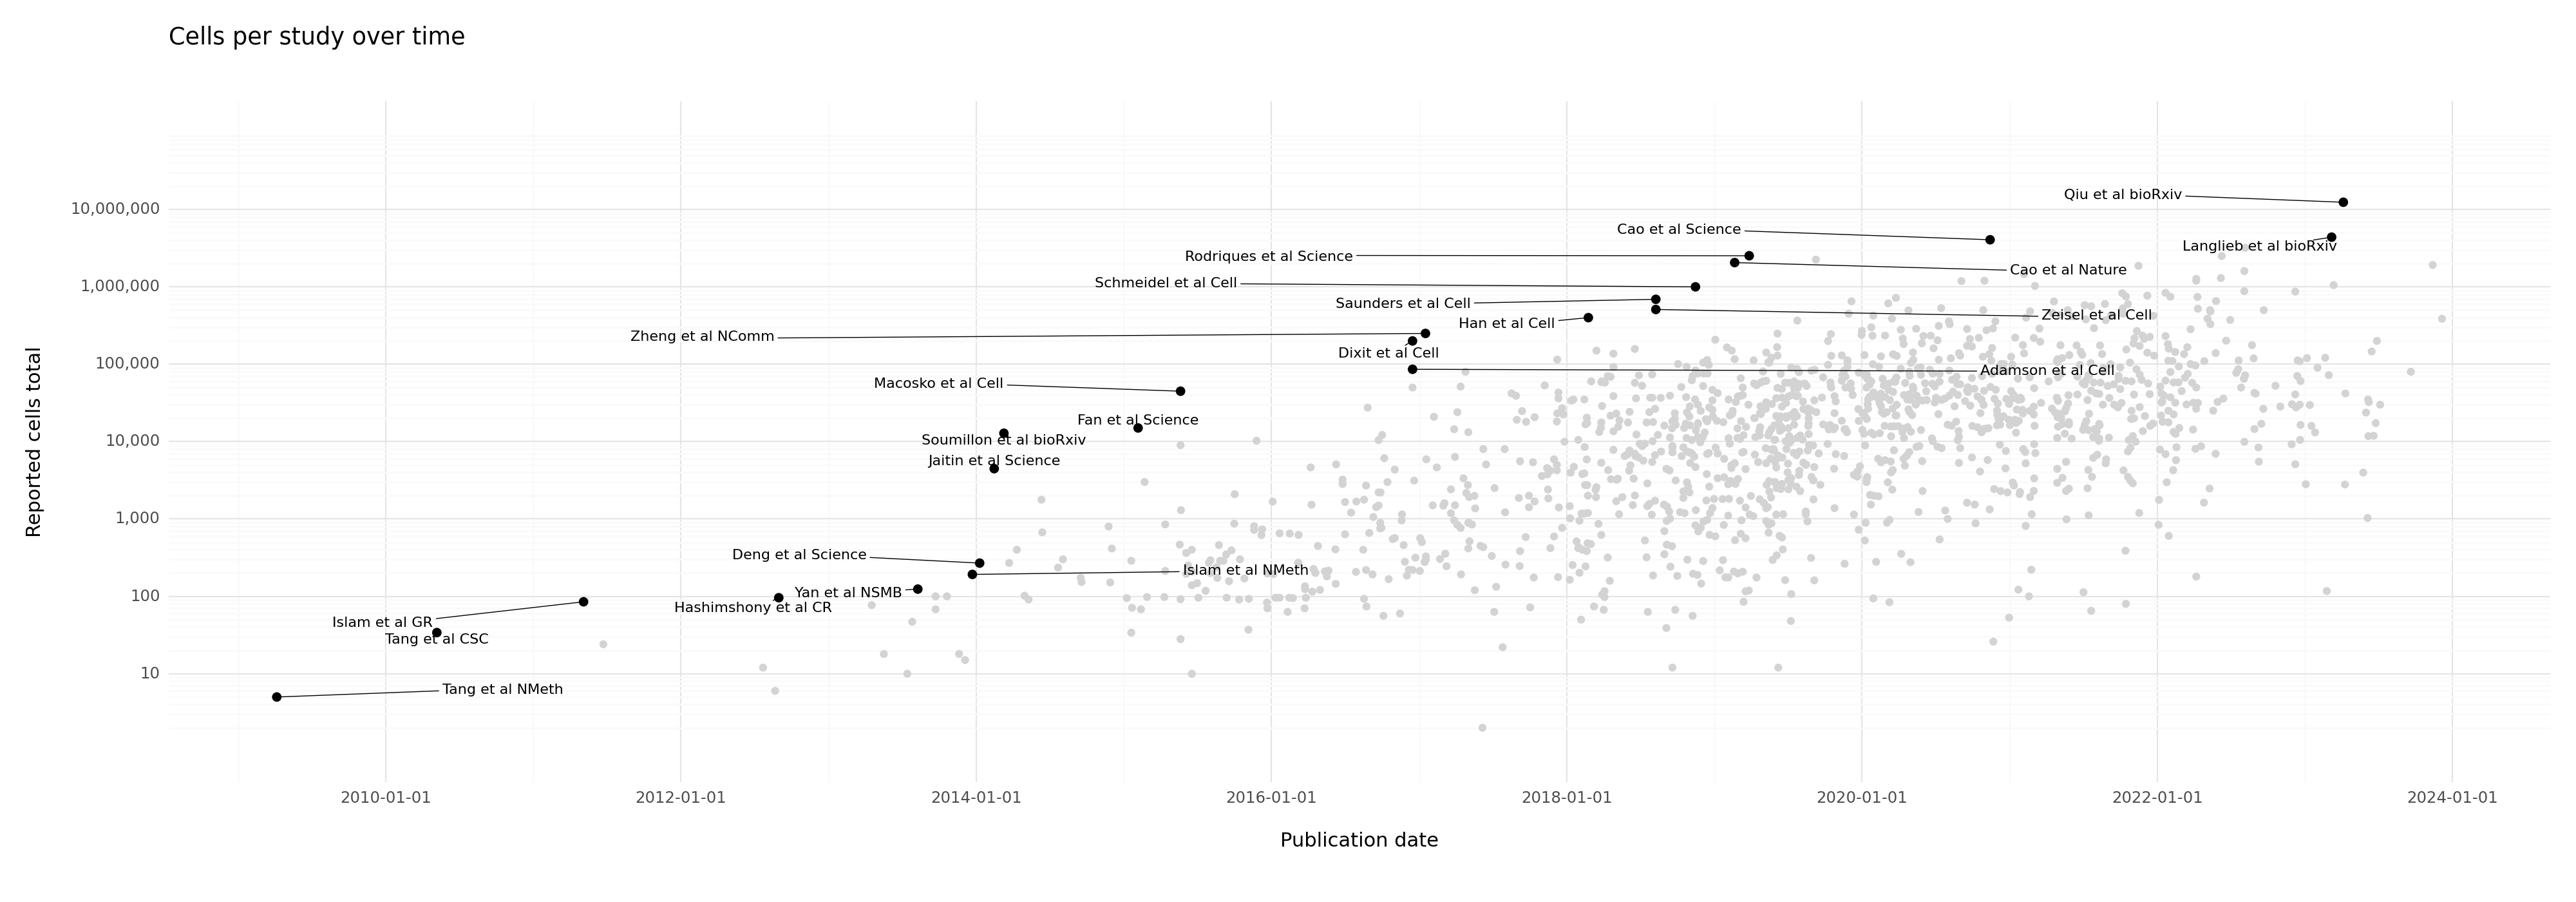 Cells per study over time
Reported cells total
10,000,000
1,000,000
100,000
10,000
1,000
100
10
Qiu et al bioRxiv
Cao et al Science
Langlieb et al bioRxiv
Rodriques et al Science
Cao et al Nature
Schmeidel et al Cell
Saunders et al Cell
Zeisel et al Cell
Han et al Cell
Zheng et al NComm
Dixit et al Cell
Adamson et al Cell
Macosko et al Cell
Fan et al Science
Soumillon et al bioRxiv
Jaitin et al Science
Deng et al Science
Islam et al NMeth
Yan et al NSMB
Hashimshony et al CR
Islam et al GR
Tang et al CSC
Tang et al NMeth
2010-01-01
2012-01-01
2014-01-01
2016-01-01
2018-01-01
2020-01-01
2022-01-01
2024-01-01
Publication date